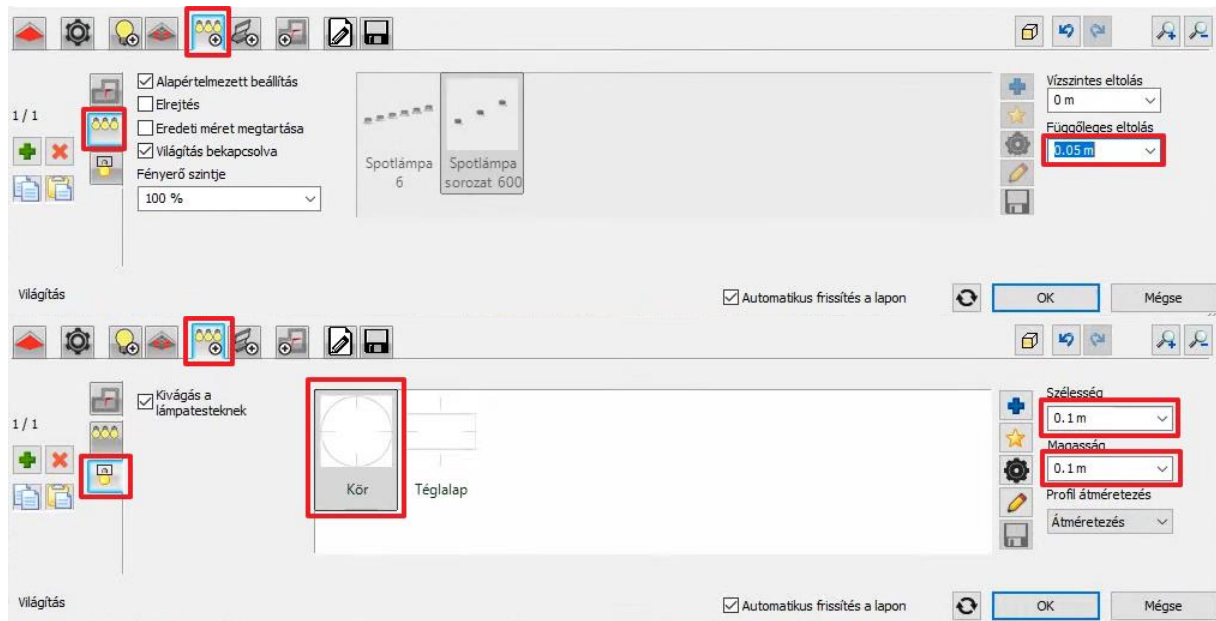 Alapértelmezett beállítás
Elrejtés
Eredeti méret megtartása
Világítás bekapcsolva
Fényerő szintje
100 %
1 / 1
Spotlámpa
6
Spotlámpa
sorozat 600
Vízszintes eltolás
0 m
Függőleges eltolás
0.05 m
Világítás
Automatikus frissítés a lapon
OK
Mégse
1 / 1
Kivágás a
lámpatesteknek
Kör
Téglalap
Szélesség
0.1 m
Magasság
0.1 m
Profil átméretezés
Átméretezés
Világítás
Automatikus frissítés a lapon
OK
Mégse